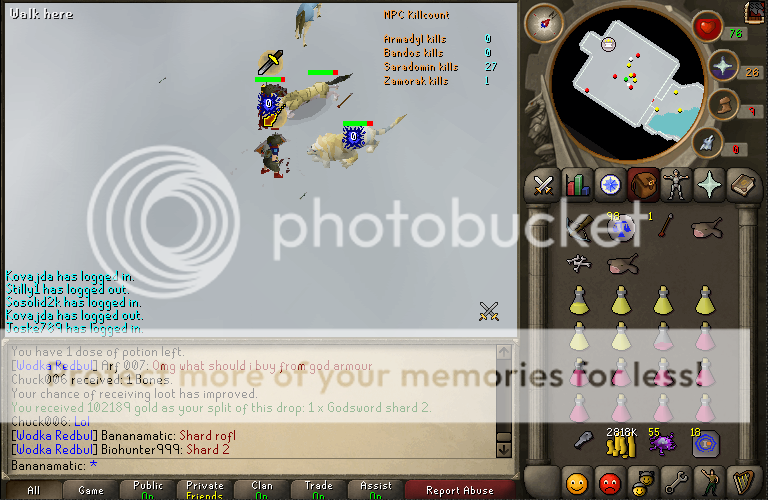 Walk here
NPC Killcount
Armadyl kills 0
Bandos kills 0
Saradomin kills 27
Zamorak kills 1
76
26
0
0
0
98
1
photobucket
Kovajda has logged in.
Stilly1 has logged out.
Sosolid2k has logged in.
Kovajda has logged out.
Joske789 has logged in.
You have 1 dose of potion left.
[Wodka Redbul] Arf 007: Omg what should i buy from god armour
Chuck006 received: 1 Bones.
more of your memories for less!
Your chance of receiving loot has improved.
You received 102189 gold as your split of this drop: 1 x Godsword shard 2.
Chuck006: Lol
[Wodka Redbul] Bananamatic: Shard rofl
[Wodka Redbul] Biohunter999: Shard 2
Bananamatic: *
2818K
55
18
All
Game
Public
On
Private
Friends
Clan
On
Trade
On
Assist
On
Report Abuse